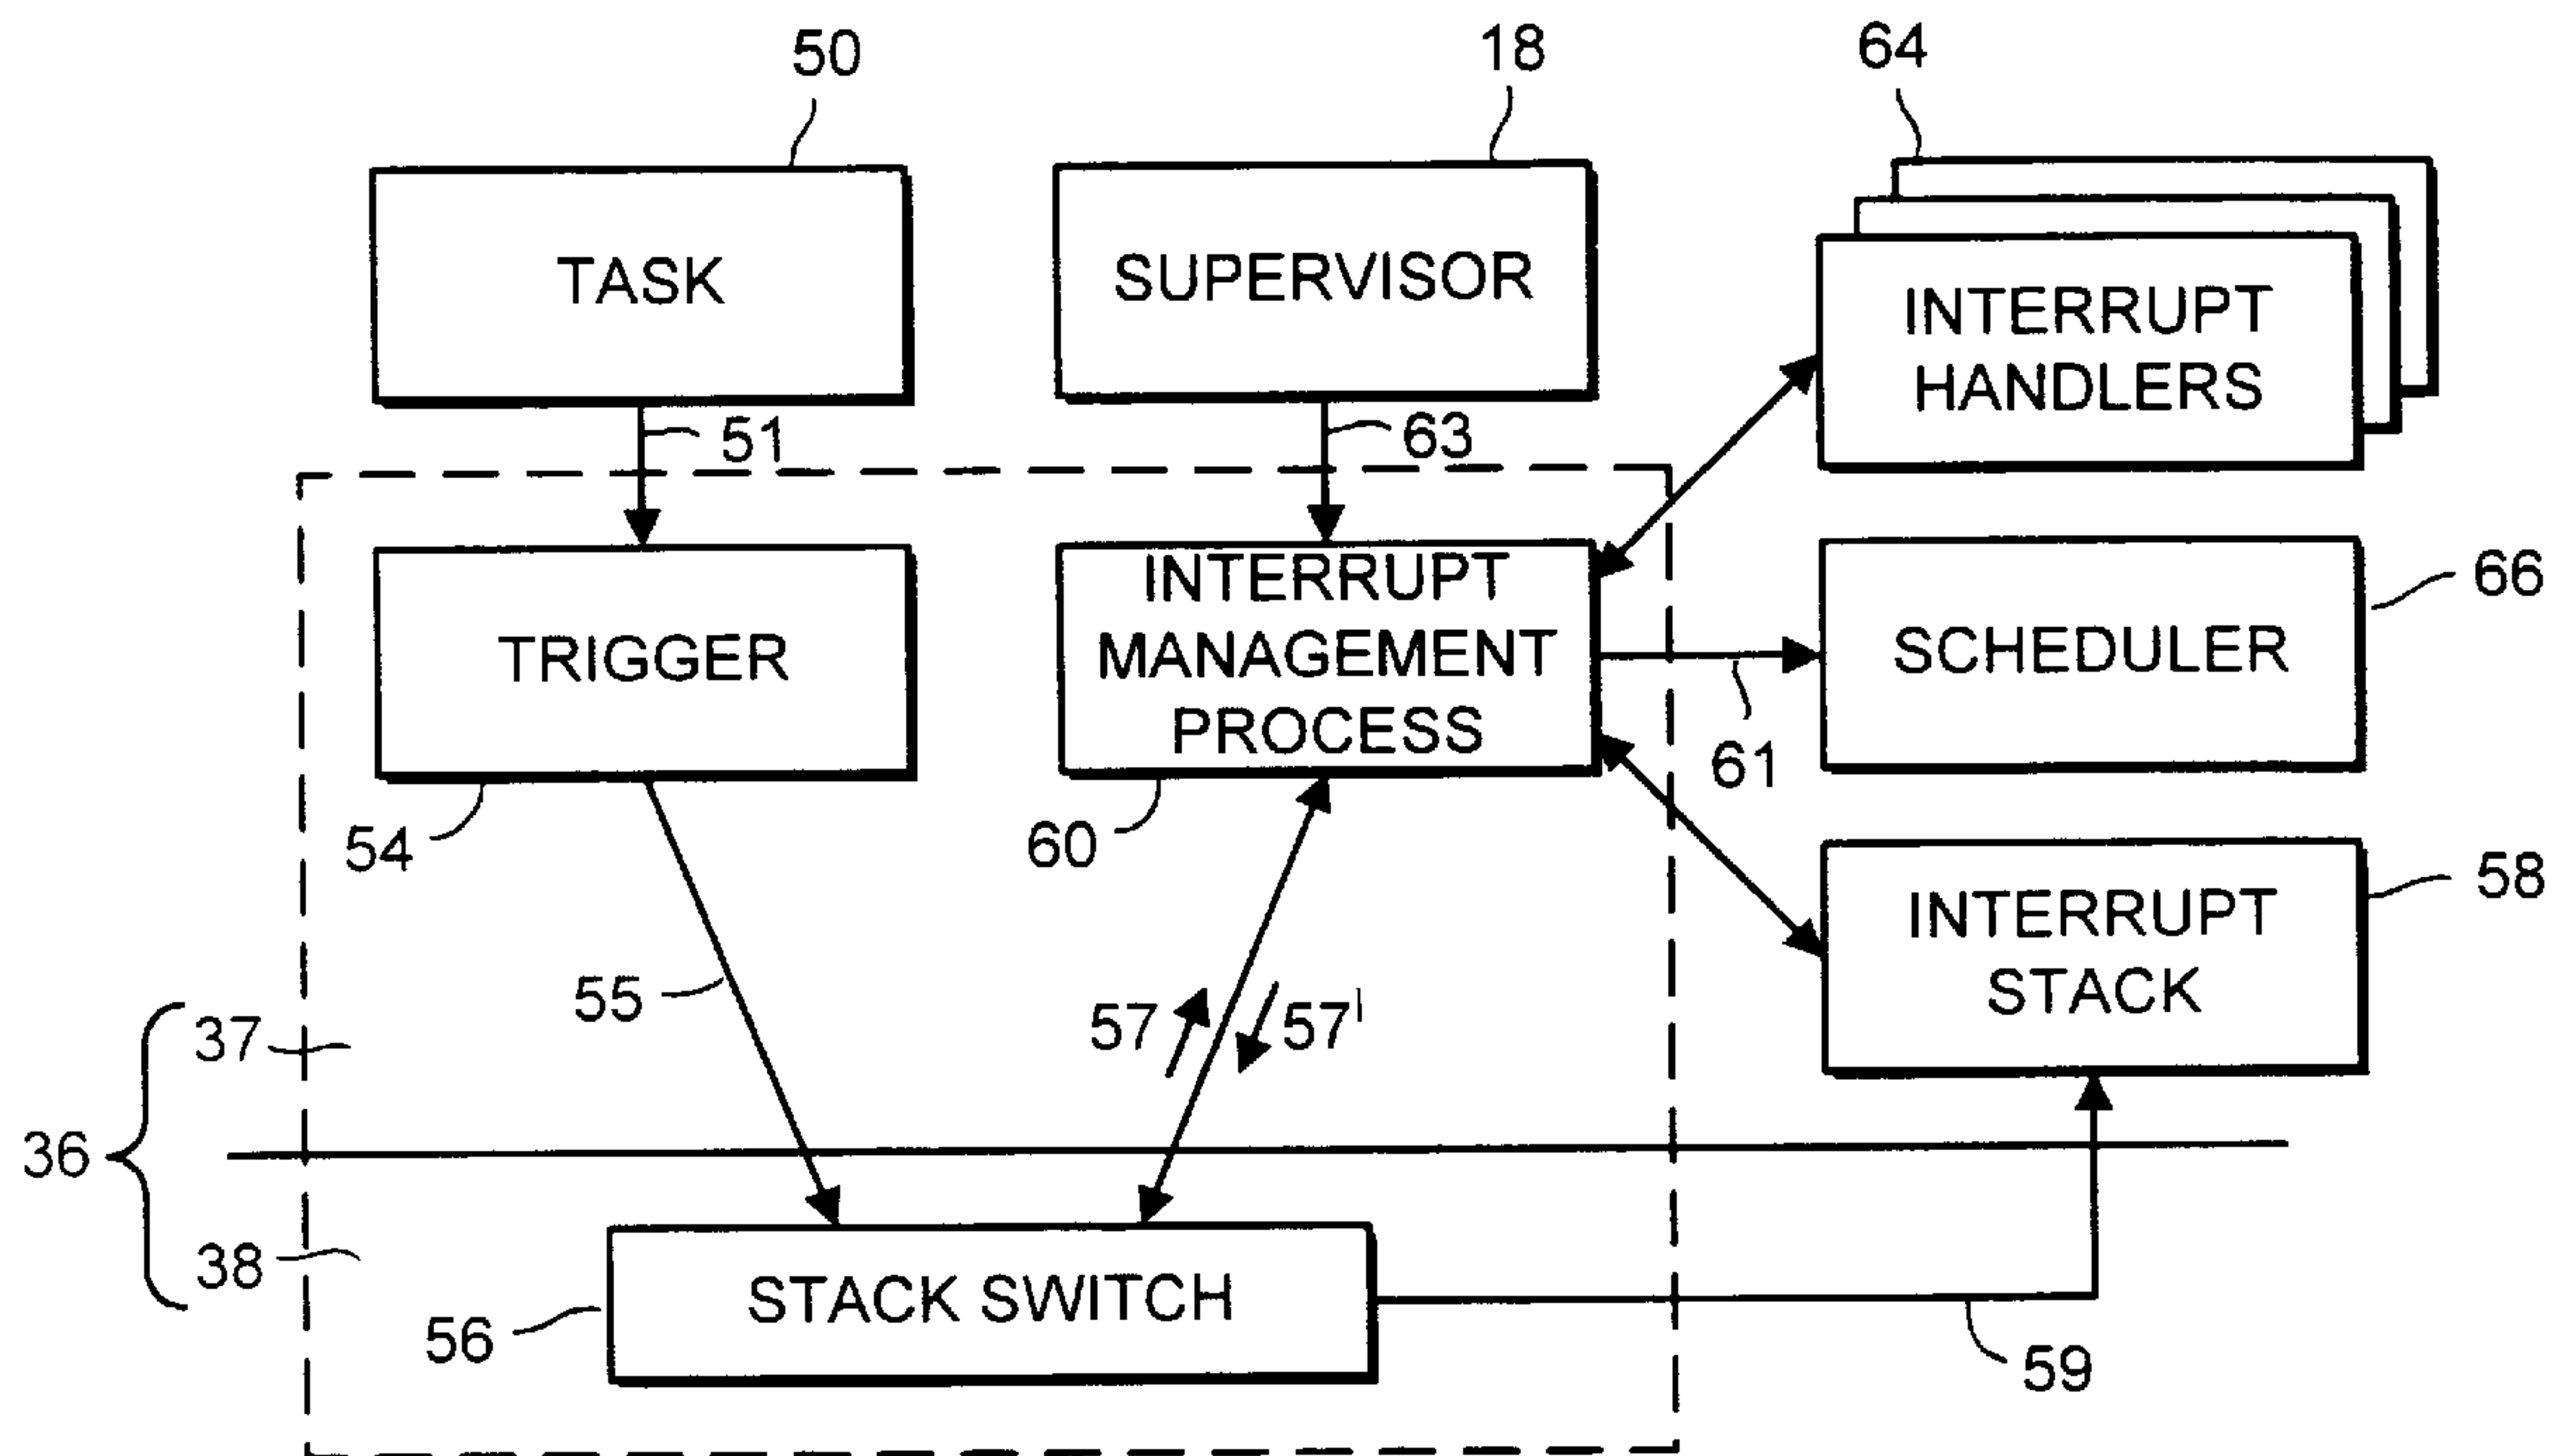 50
18
64
TASK
SUPERVISOR
INTERRUPT
HANDLERS
51
63
TRIGGER
INTERRUPT
MANAGEMENT
PROCESS
SCHEDULER
66
61
54
60
INTERRUPT
STACK
58
55
57
57'
37
36
38
STACK SWITCH
56
59